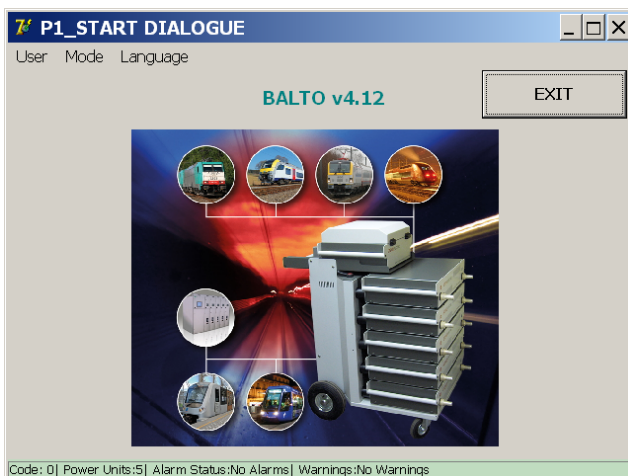 P1_START DIALOGUE
User Mode Language
BALTO v4.12
EXIT
Code: 0| Power Units:5| Alarm Status:No Alarms| Warnings:No Warnings